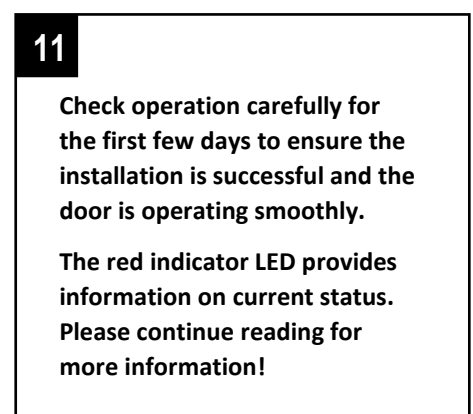 11
Check operation carefully for
the first few days to ensure the
installation is successful and the
door is operating smoothly.
The red indicator LED provides
information on current status.
Please continue reading for
more information!